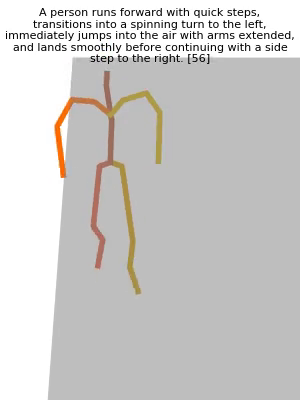 A person runs forward with quick steps,
transitions into a spinning turn to the left,
immediately jumps into the air with arms extended,
and lands smoothly before continuing with a side
step to the right. [56]